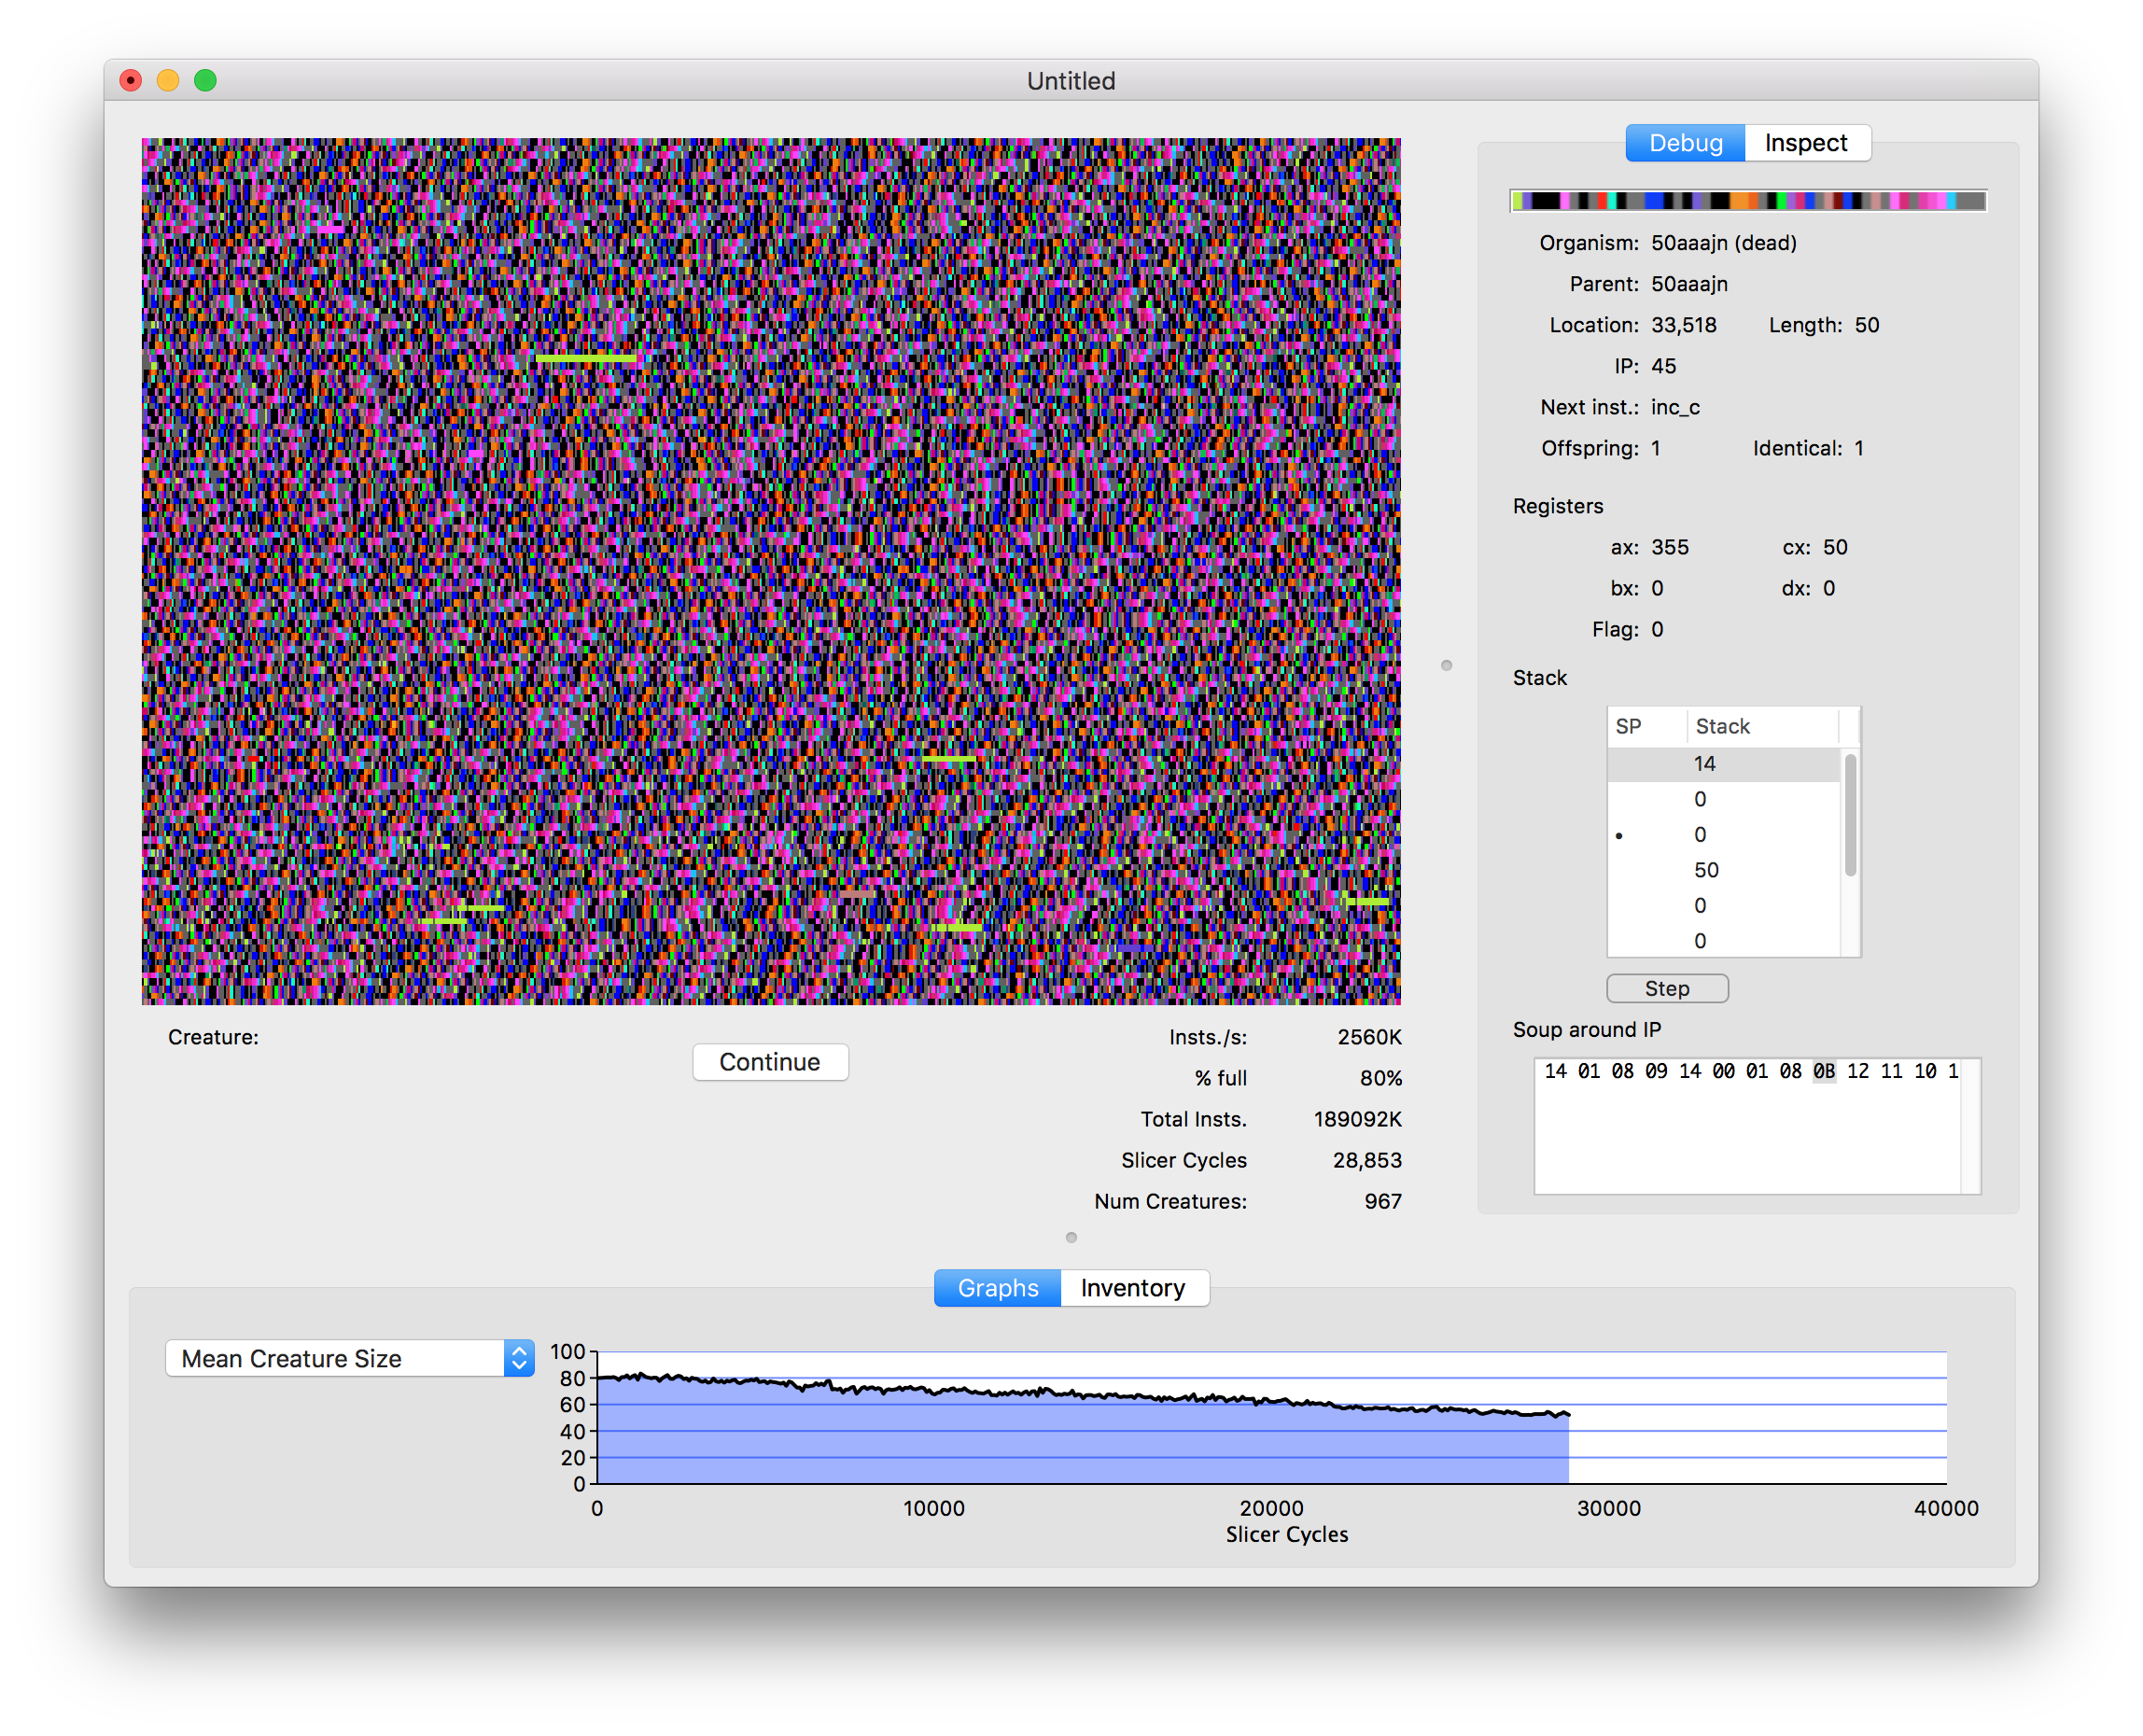 Untitled
Debug Inspect
Organism: 50aaajn (dead)
Parent: 50aaajn
Location: 33,518 Length: 50
IP: 45
Next inst.: inc_c
Offspring: 1 Identical: 1
Registers
ax: 355 cx: 50
bx: 0 dx: 0
Flag: 0
Stack
SP Stack
14
0
• 0
50
0
0
Step
Soup around IP
14 01 08 09 14 00 01 08 0B 12 11 10 1
Creature:
Continue
Insts./s: 2560K
% full 80%
Total Insts. 189092K
Slicer Cycles 28,853
Num Creatures: 967
Graphs Inventory
Mean Creature Size
100
80
60
40
20
0
0 10000 20000 30000 40000
Slicer Cycles